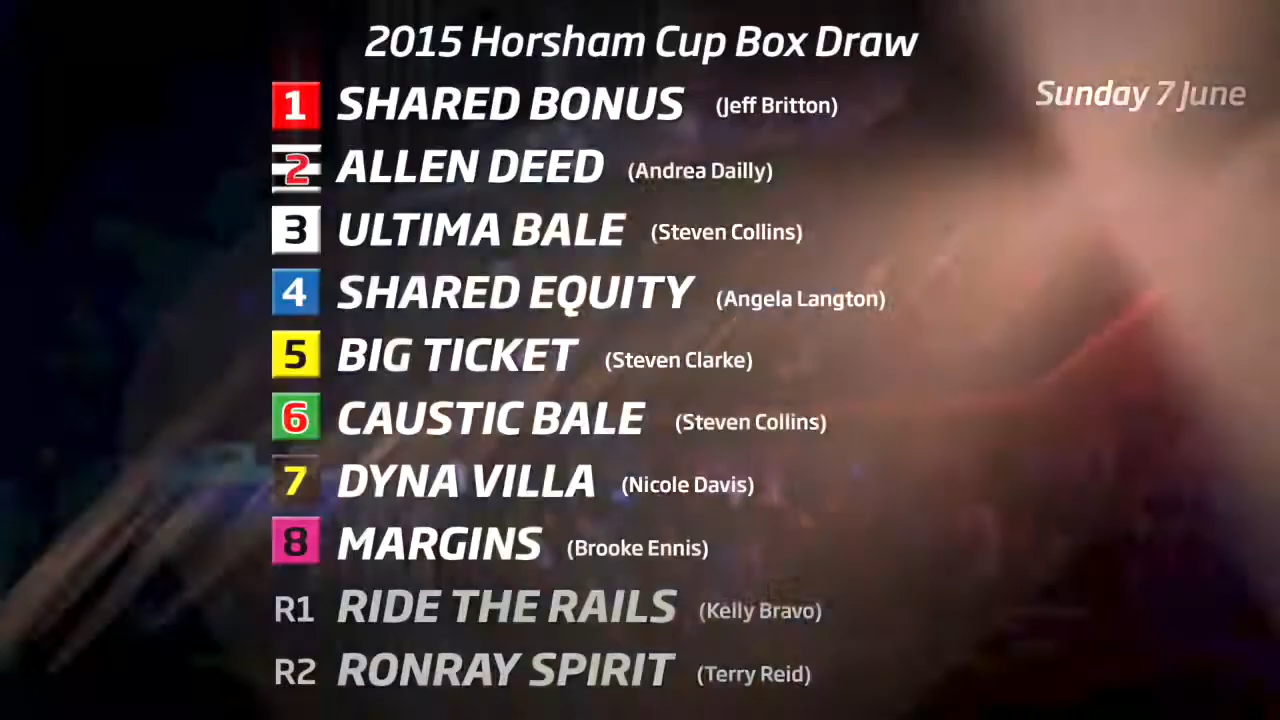 2015 Horsham Cup Box Draw
Sunday 7 June
1 SHARED BONUS (Jeff Britton)
2 ALLEN DEED (Andrea Dailly)
3 ULTIMA BALE (Steven Collins)
4 SHARED EQUITY (Angela Langton)
5 BIG TICKET (Steven Clarke)
6 CAUSTIC BALE (Steven Collins)
7 DYNA VILLA (Nicole Davis)
8 MARGINS (Brooke Ennis)
R1 RIDE THE RAILS (Kelly Bravo)
R2 RONRAY SPIRIT (Terry Reid)